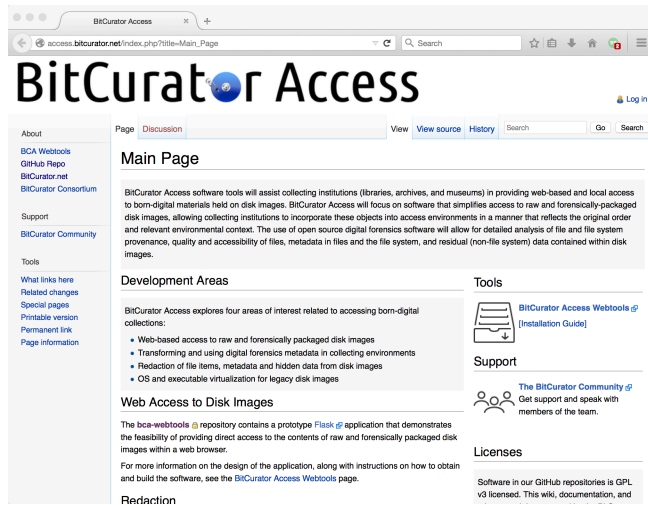 BitCurator Access
access.bitcurator.net/index.php?title=Main_Page
Search
BitCurator Access
Log in
About
BCA Webtools
GitHub Repo
BitCurator.net
BitCurator Consortium
Support
BitCurator Community
Tools
What links here
Related changes
Special pages
Printable version
Permanent link
Page information
Page Discussion View View source History Search Go Search
Main Page
BitCurator Access software tools will assist collecting institutions (libraries, archives, and museums) in providing web-based and local access
to born-digital materials held on disk images. BitCurator Access will focus on software that simplifies access to raw and forensically-packaged
disk images, allowing collecting institutions to incorporate these objects into access environments in a manner that reflects the original order
and relevant environmental context. The use of open source digital forensics software will allow for detailed analysis of file and file system
provenance, quality and accessibility of files, metadata in files and the file system, and residual (non-file system) data contained within disk
images.
Development Areas
BitCurator Access explores four areas of interest related to accessing born-digital
collections:
• Web-based access to raw and forensically packaged disk images
• Transforming and using digital forensics metadata in collecting environments
• Redaction of file items, metadata and hidden data from disk images
• OS and executable virtualization for legacy disk images
Web Access to Disk Images
The bca-webtools repository contains a prototype Flask application that demonstrates
the feasibility of providing direct access to the contents of raw and forensically packaged disk
images within a web browser.
For more information on the design of the application, along with instructions on how to obtain
and build the software, see the BitCurator Access Webtools page.
Redaction
Tools
BitCurator Access Webtools
[Installation Guide]
Support
The BitCurator Community
Get support and speak with
members of the team.
Licenses
Software in our GitHub repositories is GPL
v3 licensed. This wiki, documentation, and